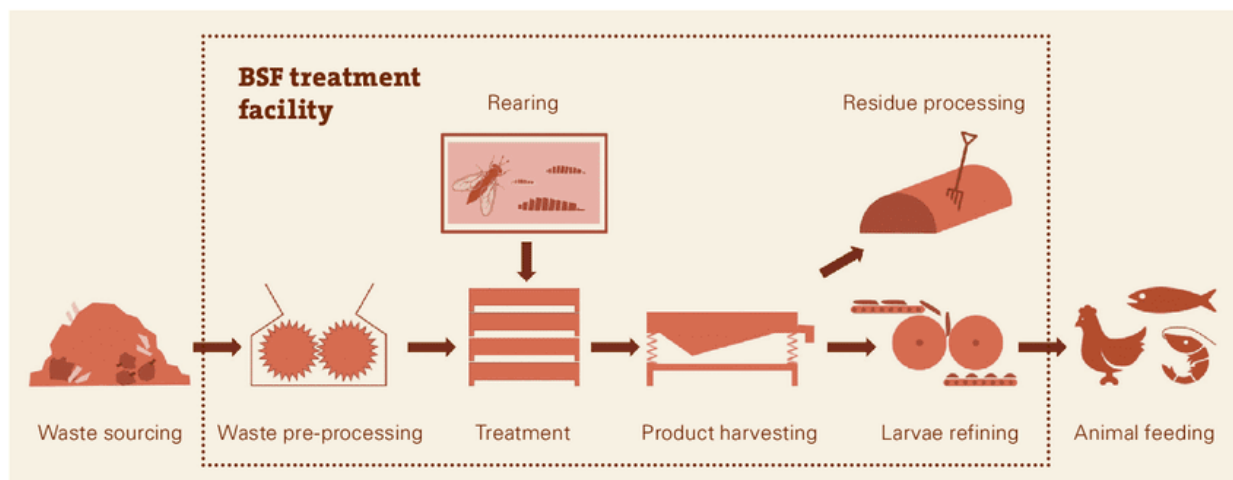 BSF treatment
facility
Rearing
Residue processing
Waste sourcing
Waste pre-processing
Treatment
Product harvesting
Larvae refining
Animal feeding